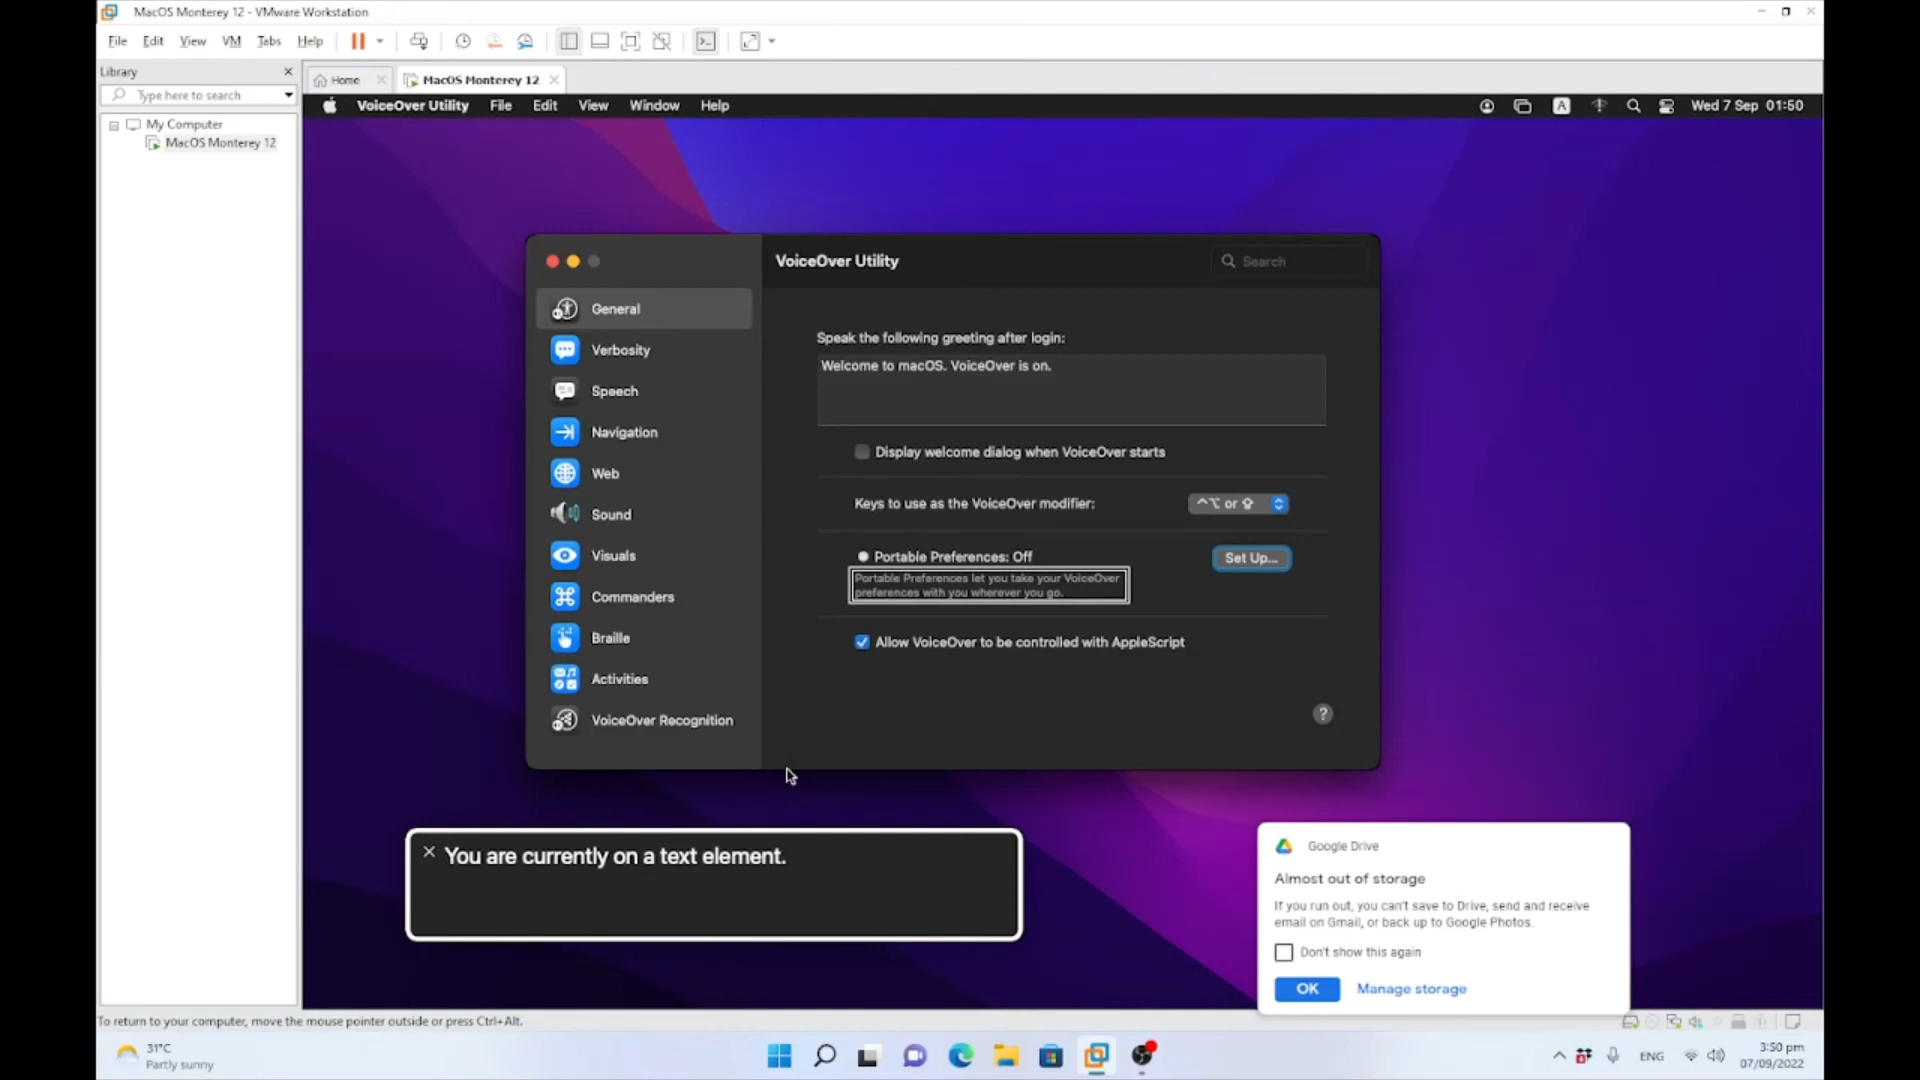 MacOS Monterey 12 - VMware Workstation
File Edit View VM Tabs Help
Library
Type here to search
My Computer
MacOS Monterey 12
Home
MacOS Monterey 12
VoiceOver Utility File Edit View Window Help
A
Wed 7 Sep 01:50
VoiceOver Utility
Search
General
Verbosity
Speech
Navigation
Web
Sound
Visuals
Commanders
Braille
Activities
VoiceOver Recognition
Speak the following greeting after login:
Welcome to macOS. VoiceOver is on.
Display welcome dialog when VoiceOver starts
Keys to use as the VoiceOver modifier:
^⌥ or ⇪
Portable Preferences: Off
Set Up...
Portable Preferences let you take your VoiceOver
preferences with you wherever you go.
Allow VoiceOver to be controlled with AppleScript
?
You are currently on a text element.
Google Drive
Almost out of storage
If you run out, you can't save to Drive, send and receive
email on Gmail, or back up to Google Photos.
Don't show this again
OK
Manage storage
To return to your computer, move the mouse pointer outside or press Ctrl+Alt.
31°C
Partly sunny
ENG
3:50 pm
07/09/2022